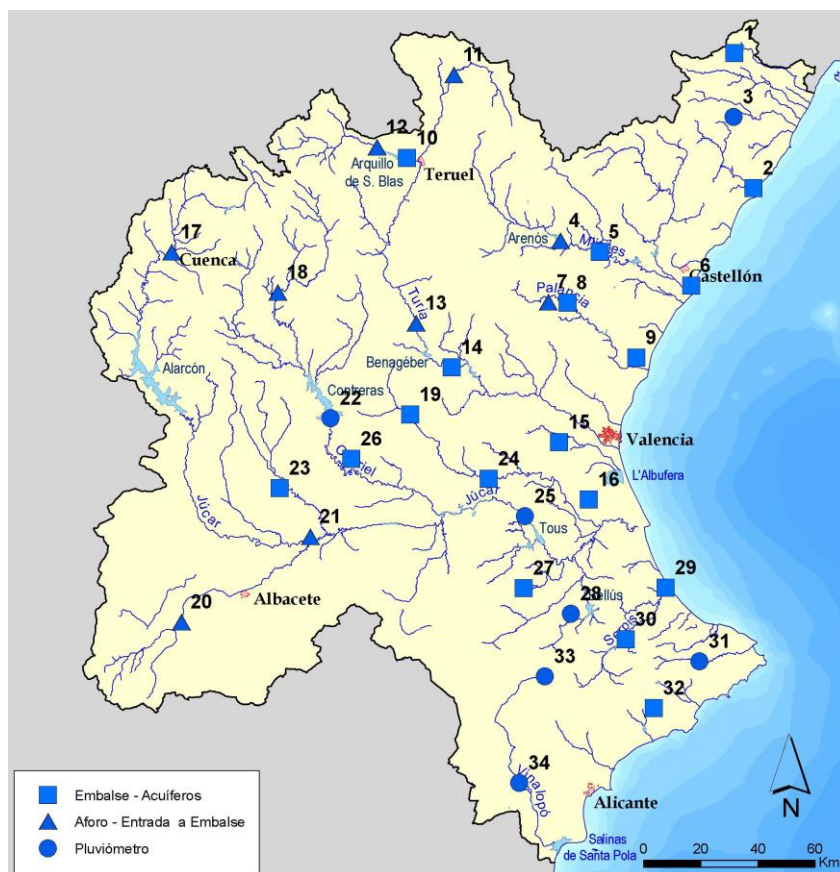 1
11
3
12
10
Arquillo
de S. Blas
Teruel
2
4
5
Arenós
Mijares
17
Cuenca
6
Castellón
18
7 8
Palancia
Turia
13
9
14
Benagéber
Alarcón
Contreras
22
19
15
Valencia
26
Cabriel
24
L'Albufera
23
16
Júcar
25
Júcar
21
Tous
27
29
28
Bellús
Albacete
20
30
Serpis
31
33
32
34
Vinalopó
Alicante
N
Embalse - Acuíferos
Aforo - Entrada a Embalse
Pluviómetro
Salinas
de Santa Pola
0 20 40 60
Km